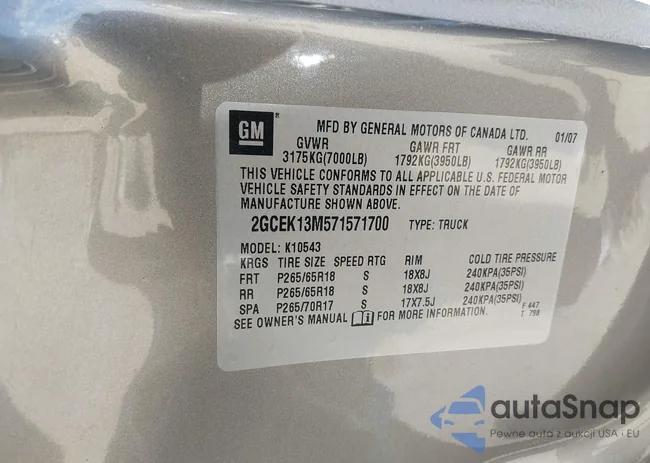 GM ®
MFD BY GENERAL MOTORS OF CANADA LTD. 01/07
GVWR GAWR FRT GAWR RR
3175KG(7000LB) 1792KG(3950LB) 1792KG(3950LB)
THIS VEHICLE CONFORMS TO ALL APPLICABLE U.S. FEDERAL MOTOR
VEHICLE SAFETY STANDARDS IN EFFECT ON THE DATE OF
MANUFACTURE SHOWN ABOVE.
2GCEK13M571571700 TYPE: TRUCK
MODEL: K10543
KRGS TIRE SIZE SPEED RTG RIM COLD TIRE PRESSURE
FRT P265/65R18 S 18X8J 240KPA(35PSI)
RR P265/65R18 S 18X8J 240KPA(35PSI)
SPA P265/70R17 S 17X7.5J 240KPA(35PSI)
SEE OWNER'S MANUAL i FOR MORE INFORMATION.
F 447
T 798
autaSnap
Pewne auta z aukcji USA i EU